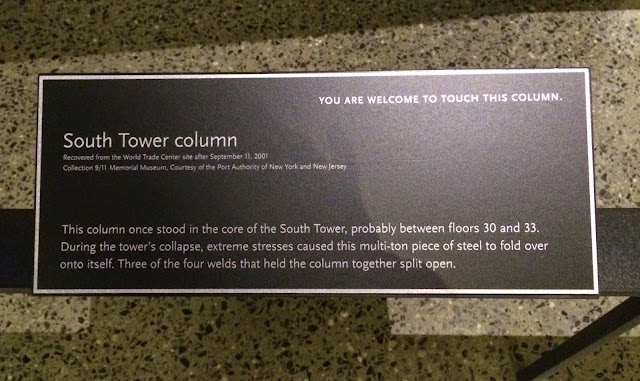 YOU ARE WELCOME TO TOUCH THIS COLUMN.
South Tower column
Recovered from the World Trade Center site after September 11, 2001
Collection 9/11 Memorial Museum, Courtesy of the Port Authority of New York and New Jersey
This column once stood in the core of the South Tower, probably between floors 30 and 33.
During the tower's collapse, extreme stresses caused this multi-ton piece of steel to fold over
onto itself. Three of the four welds that held the column together split open.